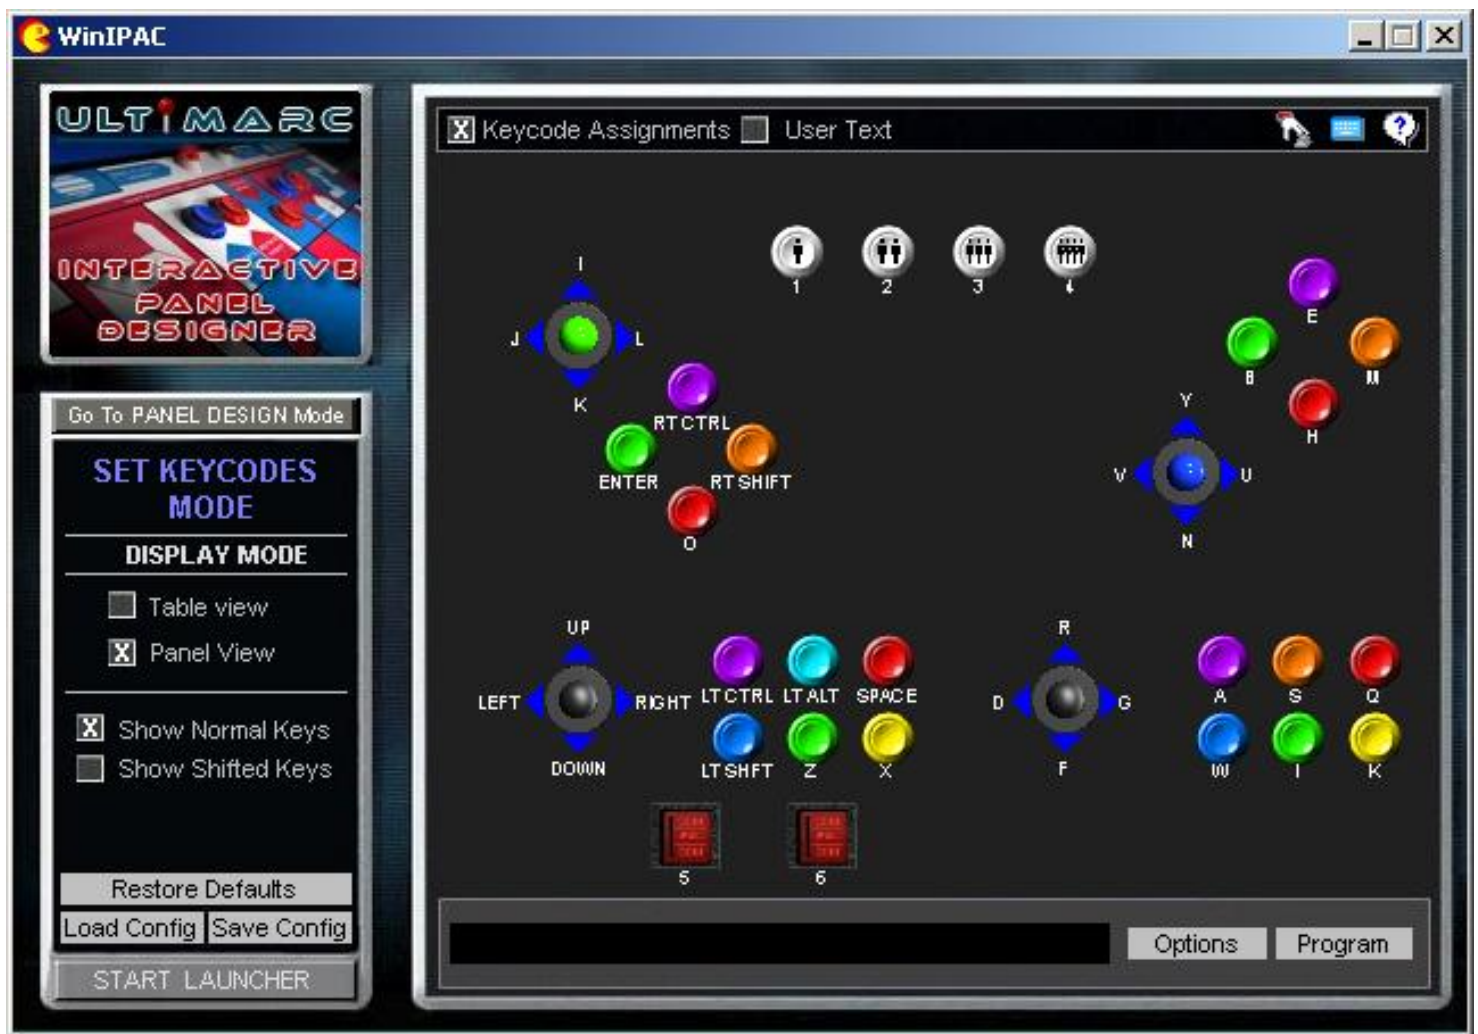 WinIPAC
ULTIMARC
INTERACTIVE
PANEL
DESIGNER
Go To PANEL DESIGN Mode
SET KEYCODES
MODE
DISPLAY MODE
Table view
X Panel View
X Show Normal Keys
Show Shifted Keys
Restore Defaults
Load Config Save Config
START LAUNCHER
X Keycode Assignments User Text
?
1 2 3 4
I
J L
K
RT CTRL
ENTER RT SHIFT
O
E
B M
H
Y
V U
N
UP
LEFT RIGHT
DOWN
LT CTRL LT ALT SPACE
LT SHFT Z X
R
D G
F
A S Q
W I K
5 6
Options Program